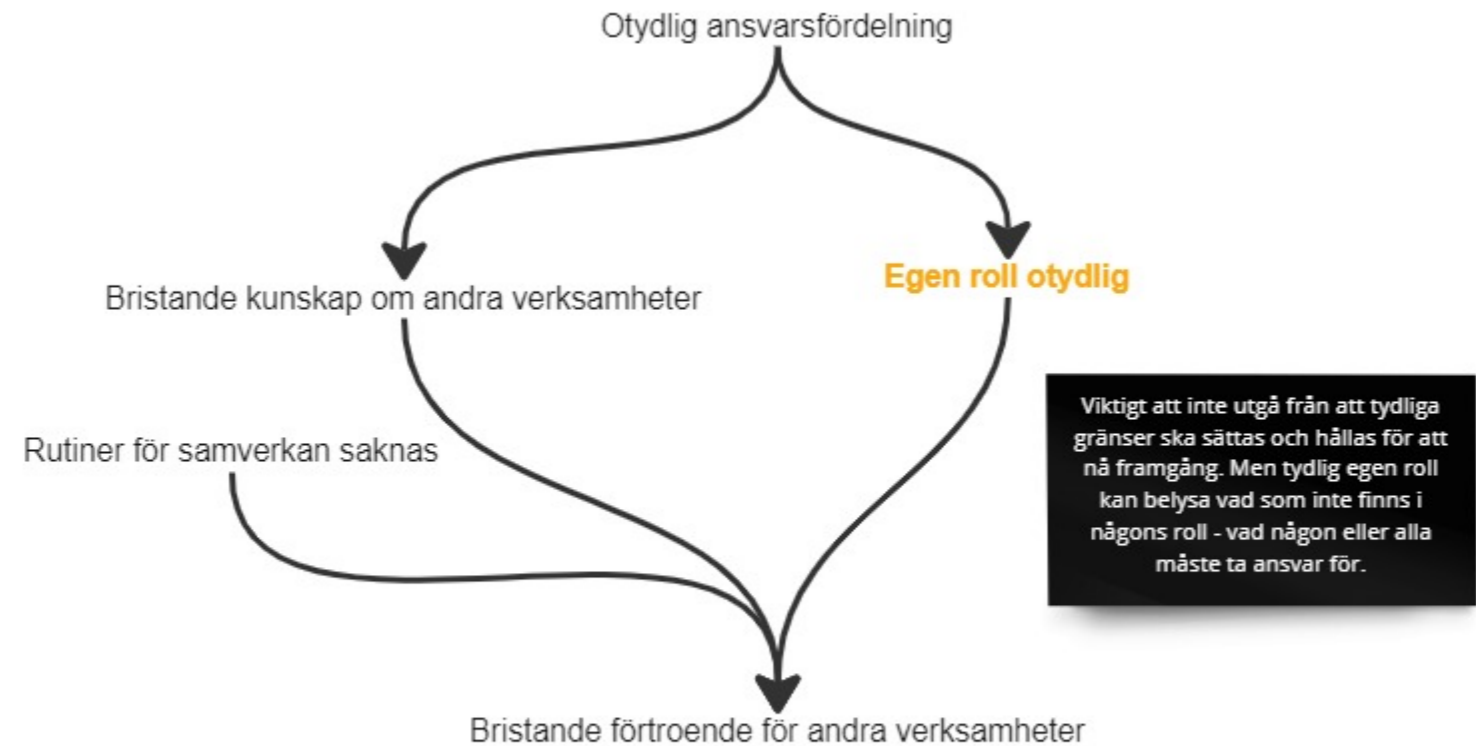 Otydlig ansvarsfördelning
Egen roll otydlig
Bristande kunskap om andra verksamheter
Viktigt att inte utgå från att tydliga
gränser ska sättas och hållas för att
nå framgång. Men tydlig egen roll
kan belysa vad som inte finns i
någons roll - vad någon eller alla
måste ta ansvar för.
Rutiner för samverkan saknas
Bristande förtroende för andra verksamheter